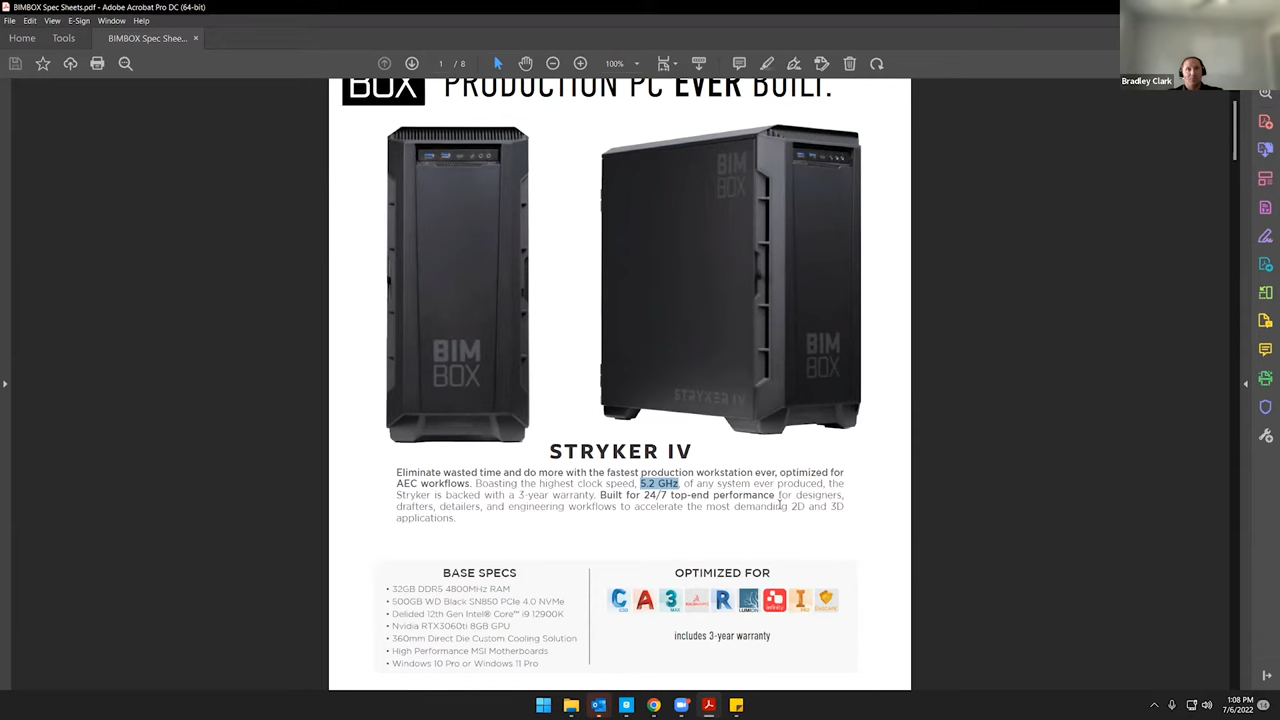 BIMBOX Spec Sheets.pdf - Adobe Acrobat Pro DC (64-bit)
File Edit View E-Sign Window Help
Home Tools BIMBOX Spec Shee... ×
1 / 8 100%
Bradley Clark
BOX PRODUCTION PC EVER BUILT.
BIM
BOX
BIM
BOX
BIM
BOX
STRYKER IV
STRYKER IV
Eliminate wasted time and do more with the fastest production workstation ever, optimized for
AEC workflows. Boasting the highest clock speed, 5.2 GHz, of any system ever produced, the
Stryker is backed with a 3-year warranty. Built for 24/7 top-end performance for designers,
drafters, detailers, and engineering workflows to accelerate the most demanding 2D and 3D
applications.
BASE SPECS
• 32GB DDR5 4800MHz RAM
• 500GB WD Black SN850 PCIe 4.0 NVMe
• Delided 12th Gen Intel® Core™ i9 12900K
• Nvidia RTX3060ti 8GB GPU
• 360mm Direct Die Custom Cooling Solution
• High Performance MSI Motherboards
• Windows 10 Pro or Windows 11 Pro
OPTIMIZED FOR
C A 3 R LUMION I
includes 3-year warranty
1:08 PM
7/6/2022